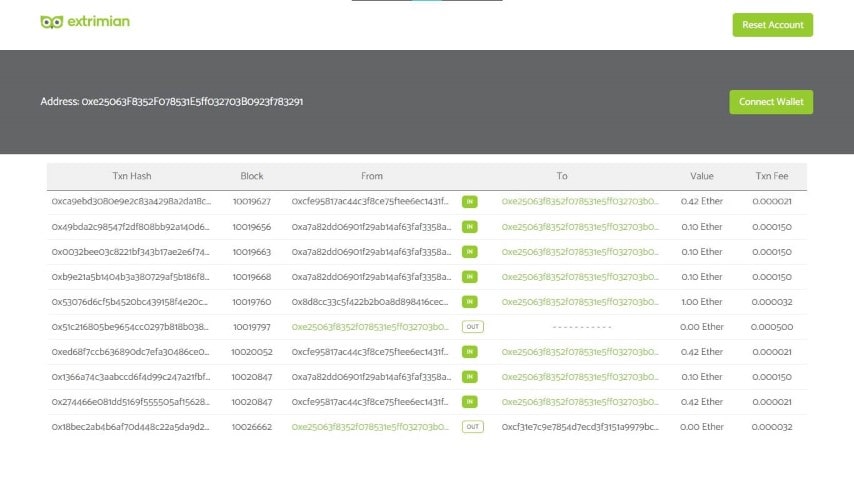 extrimian
Reset Account
Address: 0xe25063F8352F078531E5ff032703B0923f783291
Connect Wallet
Txn Hash Block From To Value Txn Fee
0xca9ebd3080e9e2c83a4298a2da18c... 10019627 0xcfe95817ac44c3f8ce75f1ee6ec1431f... IN 0xe25063f8352f078531e5ff032703b0... 0.42 Ether 0.000021
0x49bda2c98547f2df808bb92a140d6... 10019656 0xa7a82dd06901f29ab14af63faf3358a... IN 0xe25063f8352f078531e5ff032703b0... 0.10 Ether 0.000150
0x0032bee03c8221bf343b17ae2e6f74... 10019663 0xa7a82dd06901f29ab14af63faf3358a... IN 0xe25063f8352f078531e5ff032703b0... 0.10 Ether 0.000150
0xb9e21a5b1404b3a380729af5b186f8... 10019668 0xa7a82dd06901f29ab14af63faf3358a... IN 0xe25063f8352f078531e5ff032703b0... 0.10 Ether 0.000150
0x53076d6cf5b4520bc439158f4e20c... 10019760 0x8d8cc33c5f422b2b0a8d898416cec... IN 0xe25063f8352f078531e5ff032703b0... 1.00 Ether 0.000032
0x51c216805be9654cc0297b818b038... 10019797 0xe25063f8352f078531e5ff032703b0... OUT - - - - - - - - - - - 0.00 Ether 0.000500
0xed68f7ccb636890dc7efa30486ce0... 10020052 0xcfe95817ac44c3f8ce75f1ee6ec1431f... IN 0xe25063f8352f078531e5ff032703b0... 0.42 Ether 0.000021
0x1366a74c3aabccd6f4d99c247a21fbf... 10020847 0xa7a82dd06901f29ab14af63faf3358a... IN 0xe25063f8352f078531e5ff032703b0... 0.10 Ether 0.000150
0x274466e081dd5169f555505af15628... 10020847 0xcfe95817ac44c3f8ce75f1ee6ec1431f... IN 0xe25063f8352f078531e5ff032703b0... 0.42 Ether 0.000021
0x18bec2ab4b6af70d448c22a5da9d2... 10026662 0xe25063f8352f078531e5ff032703b0... OUT 0xcf31e7c9e7854d7ecd3f3151a9979bc... 0.00 Ether 0.000032